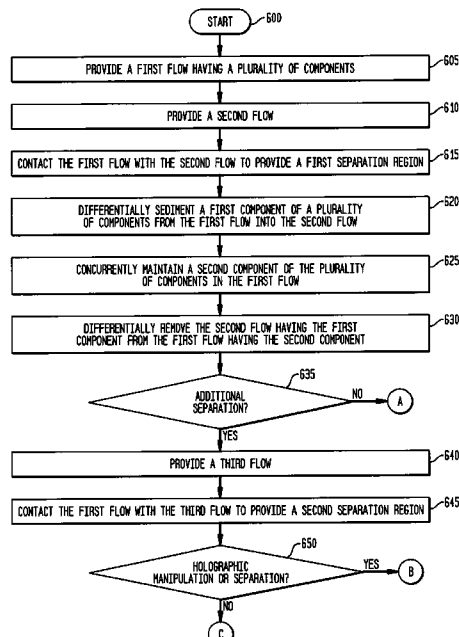 START
600
PROVIDE A FIRST FLOW HAVING A PLURALITY OF COMPONENTS
605
PROVIDE A SECOND FLOW
610
CONTACT THE FIRST FLOW WITH THE SECOND FLOW TO PROVIDE A FIRST SEPARATION REGION
615
DIFFERENTIALLY SEDIMENT A FIRST COMPONENT OF A PLURALITY
OF COMPONENTS FROM THE FIRST FLOW INTO THE SECOND FLOW
620
CONCURRENTLY MAINTAIN A SECOND COMPONENT OF THE PLURALITY
OF COMPONENTS IN THE FIRST FLOW
625
DIFFERENTIALLY REMOVE THE SECOND FLOW HAVING THE FIRST
COMPONENT FROM THE FIRST FLOW HAVING THE SECOND COMPONENT
630
635
ADDITIONAL
SEPARATION?
NO
A
YES
PROVIDE A THIRD FLOW
640
CONTACT THE FIRST FLOW WITH THE THIRD FLOW TO PROVIDE A SECOND SEPARATION REGION
645
650
HOLOGRAPHIC
MANIPULATION OR SEPARATION?
YES
B
NO
C